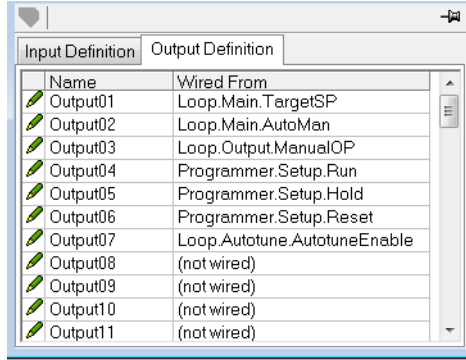 Input Definition Output Definition
Name Wired From
Output01 Loop.Main.TargetSP
Output02 Loop.Main.AutoMan
Output03 Loop.Output.ManualOP
Output04 Programmer.Setup.Run
Output05 Programmer.Setup.Hold
Output06 Programmer.Setup.Reset
Output07 Loop.Autotune.AutotuneEnable
Output08 (not wired)
Output09 (not wired)
Output10 (not wired)
Output11 (not wired)